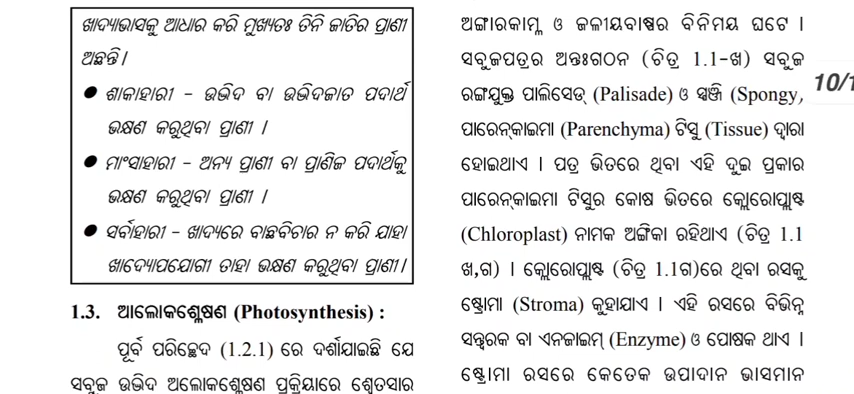 ଖାଦ୍ୟାଭାସକୁ ଆଧାର କରି ମୁଖ୍ୟତଃ ତିନି ଜାତିର ପ୍ରାଣୀ
ଅଛନ୍ତି।
● ଶାକାହାରୀ – ଉଦ୍ଭିଦ ବା ଉଦ୍ଭିଦଜାତ ପଦାର୍ଥ
ଭକ୍ଷଣ କରୁଥିବା ପ୍ରାଣୀ ।
● ମାଂସାହାରୀ – ଅନ୍ୟ ପ୍ରାଣୀ ବା ପ୍ରାଣିଜ ପଦାର୍ଥକୁ
ଭକ୍ଷଣ କରୁଥିବା ପ୍ରାଣୀ ।
● ସର୍ବାହାରୀ – ଖାଦ୍ୟରେ ବାଛବିଚାର ନ କରି ଯାହା
ଖାଦ୍ୟୋପଯୋଗୀ ତାହା ଭକ୍ଷଣ କରୁଥିବା ପ୍ରାଣୀ।
1.3. ଆଲୋକଶ୍ଳେଷଣ (Photosynthesis) :
ପୂର୍ବ ପରିଚ୍ଛେଦ (1.2.1) ରେ ଦର୍ଶାଯାଇଛି ଯେ
ସବୁଜ ଉଦ୍ଭିଦ ଆଲୋକଶ୍ଳେଷଣ ପ୍ରକ୍ରିୟାରେ ଶ୍ୱେତସାର
ଅଙ୍ଗାରକାମ୍ଳ ଓ ଜଳୀୟବାଷ୍ପର ବିନିମୟ ଘଟେ ।
ସବୁଜପତ୍ରର ଅନ୍ତଃଗଠନ (ଚିତ୍ର 1.1-ଖ) ସବୁଜ
ରଙ୍ଗଯୁକ୍ତ ପାଲିସେଡ୍ (Palisade) ଓ ସ୍ପଞ୍ଜି (Spongy,
ପାରେନ୍‌କାଇମା (Parenchyma) ଟିସୁ (Tissue) ଦ୍ୱାରା
ହୋଇଥାଏ । ପତ୍ର ଭିତରେ ଥିବା ଏହି ଦୁଇ ପ୍ରକାର
ପାରେନ୍‌କାଇମା ଟିସୁର କୋଷ ଭିତରେ କ୍ଲୋରୋପ୍ଲାଷ୍ଟ
(Chloroplast) ନାମକ ଅଙ୍ଗିକା ରହିଥାଏ (ଚିତ୍ର 1.1
ଖ,ଗ) । କ୍ଲୋରୋପ୍ଲାଷ୍ଟ (ଚିତ୍ର 1.1ଗ)ରେ ଥିବା ରସକୁ
ଷ୍ଟ୍ରୋମା (Stroma) କୁହାଯାଏ । ଏହି ରସରେ ବିଭିନ୍ନ
ସନ୍ତ୍ୱରକ ବା ଏନଜାଇମ୍ (Enzyme) ଓ ପୋଷକ ଥାଏ ।
ଷ୍ଟ୍ରୋମା ରସରେ କେତେକ ଉପାଦାନ ଭାସମାନ
10/1